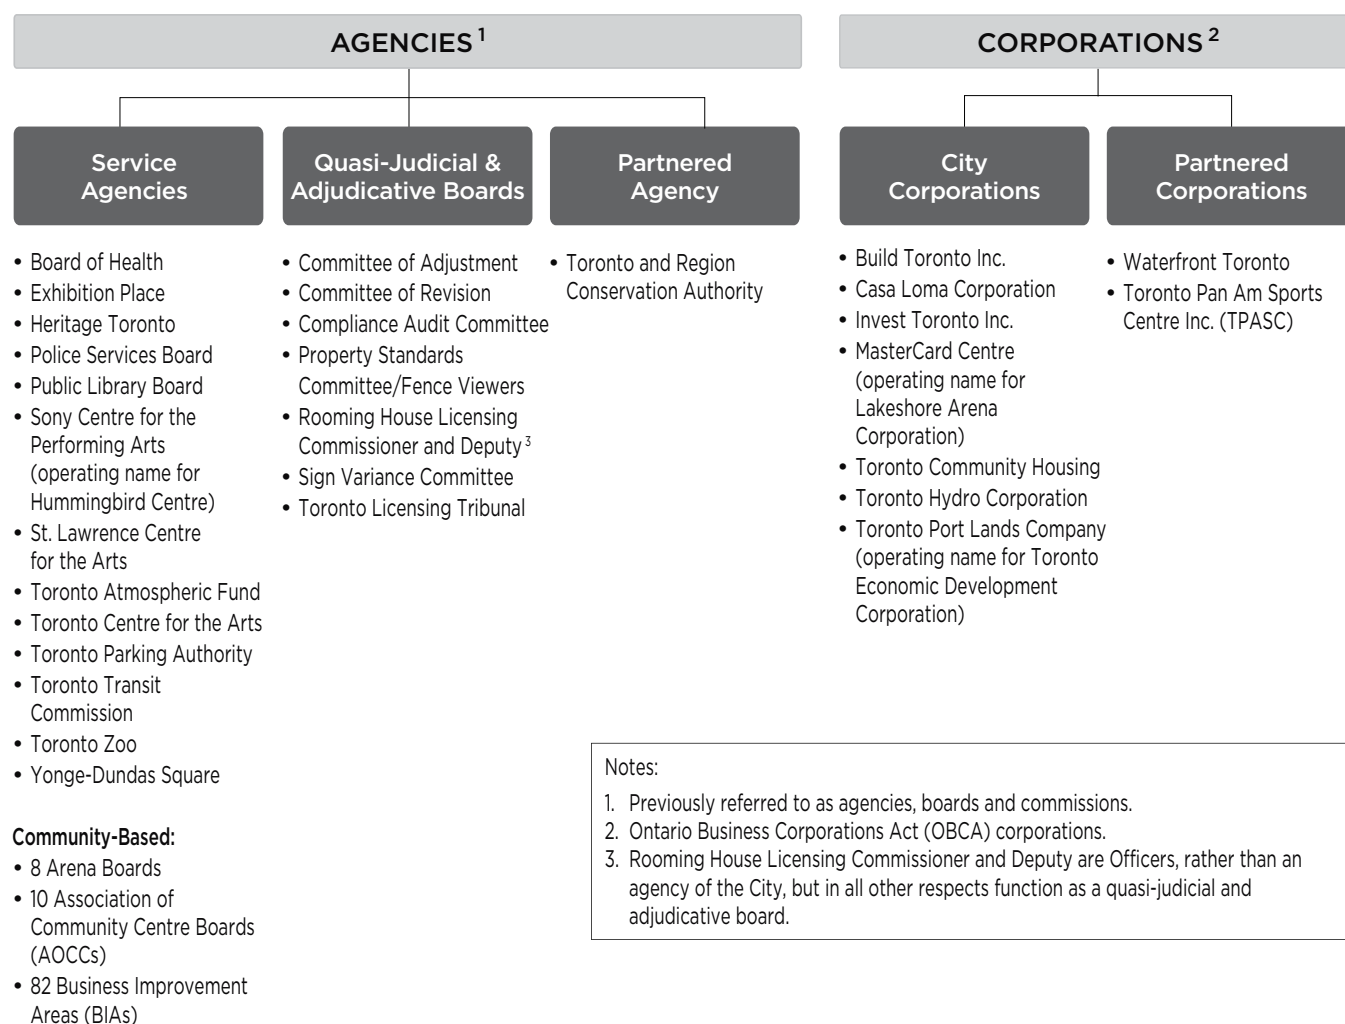 AGENCIES 1
Service
Agencies
Quasi-Judicial &
Adjudicative Boards
Partnered
Agency
• Board of Health
• Exhibition Place
• Heritage Toronto
• Police Services Board
• Public Library Board
• Sony Centre for the
Performing Arts
(operating name for
Hummingbird Centre)
• St. Lawrence Centre
for the Arts
• Toronto Atmospheric Fund
• Toronto Centre for the Arts
• Toronto Parking Authority
• Toronto Transit
Commission
• Toronto Zoo
• Yonge-Dundas Square
Community-Based:
• 8 Arena Boards
• 10 Association of
Community Centre Boards
(AOCCs)
• 82 Business Improvement
Areas (BIAs)
• Committee of Adjustment
• Committee of Revision
• Compliance Audit Committee
• Property Standards
Committee/Fence Viewers
• Rooming House Licensing
Commissioner and Deputy 3
• Sign Variance Committee
• Toronto Licensing Tribunal
• Toronto and Region
Conservation Authority
CORPORATIONS 2
City
Corporations
Partnered
Corporations
• Build Toronto Inc.
• Casa Loma Corporation
• Invest Toronto Inc.
• MasterCard Centre
(operating name for
Lakeshore Arena
Corporation)
• Toronto Community Housing
• Toronto Hydro Corporation
• Toronto Port Lands Company
(operating name for Toronto
Economic Development
Corporation)
• Waterfront Toronto
• Toronto Pan Am Sports
Centre Inc. (TPASC)
Notes:
1. Previously referred to as agencies, boards and commissions.
2. Ontario Business Corporations Act (OBCA) corporations.
3. Rooming House Licensing Commissioner and Deputy are Officers, rather than an
agency of the City, but in all other respects function as a quasi-judicial and
adjudicative board.